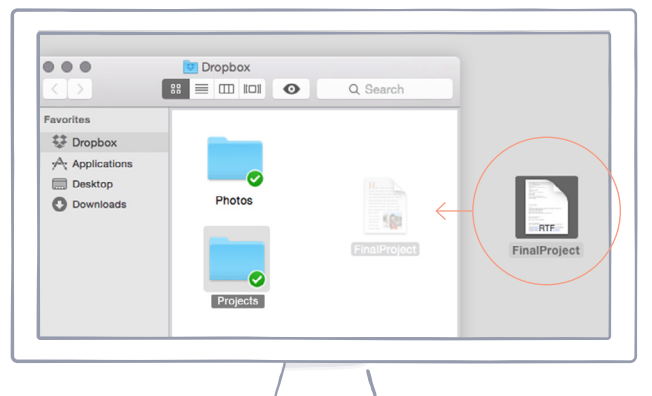 Dropbox
Search
Favorites
Dropbox
Applications
Desktop
Downloads
Photos
Projects
FinalProject
RTF
FinalProject